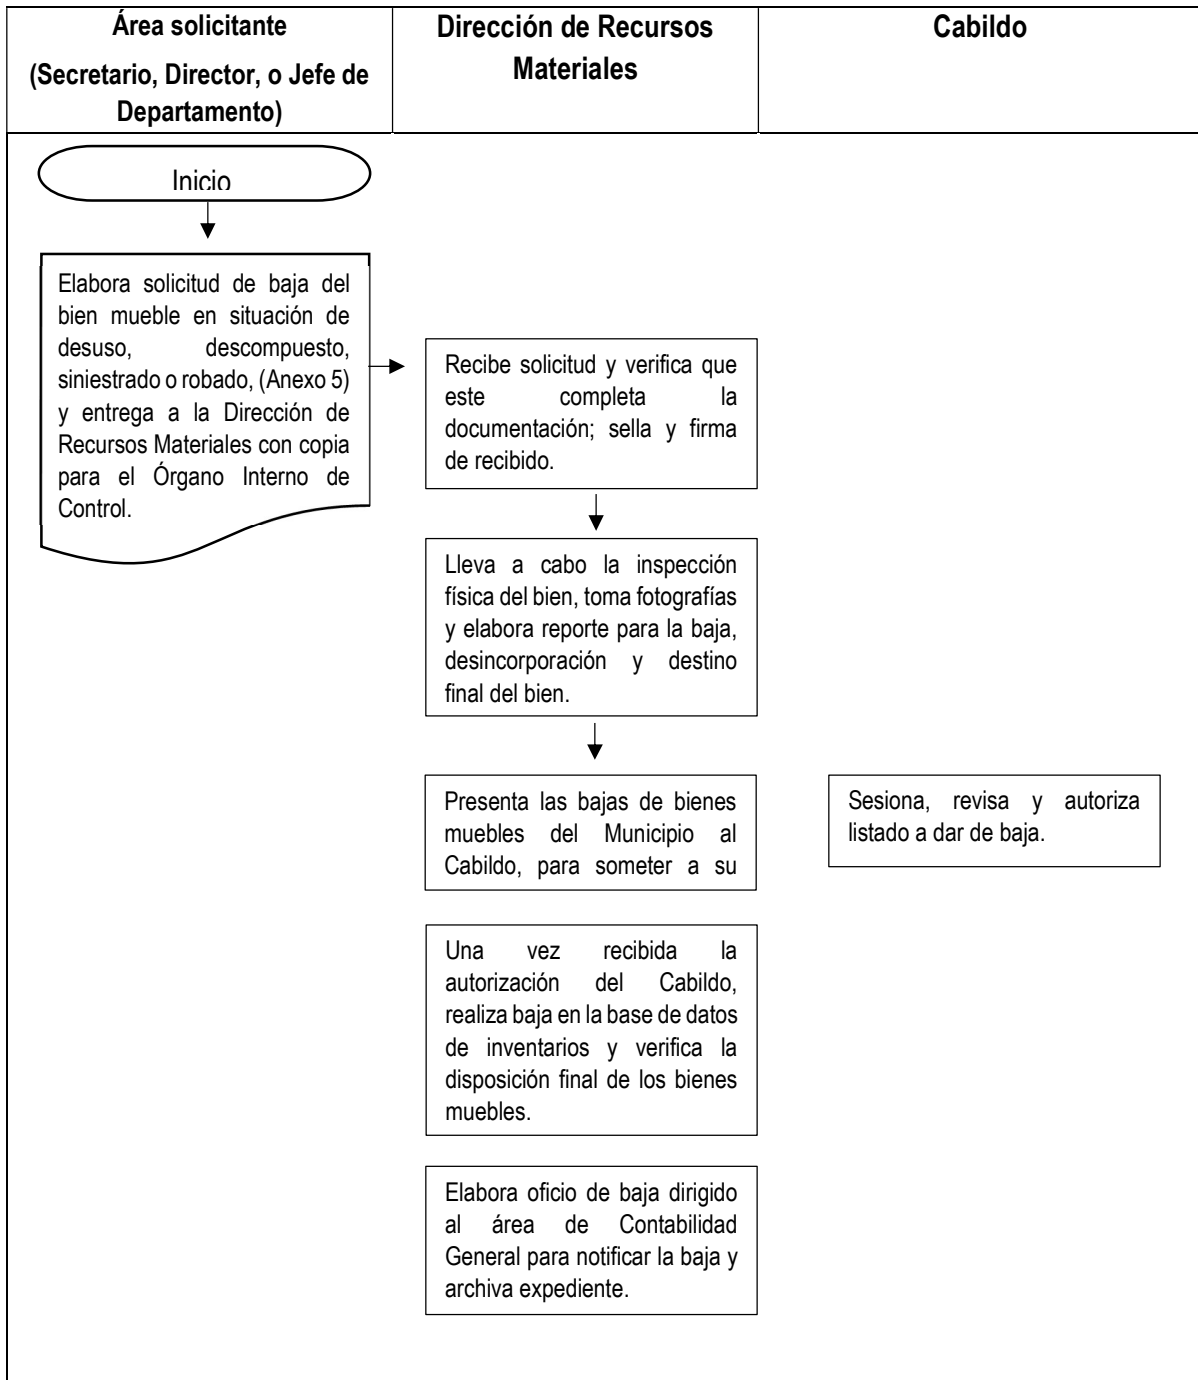 Área solicitante
(Secretario, Director, o Jefe de
Departamento)
Dirección de Recursos
Materiales
Cabildo
Inicio
Elabora solicitud de baja del
bien mueble en situación de
desuso, descompuesto,
siniestrado o robado, (Anexo 5)
y entrega a la Dirección de
Recursos Materiales con copia
para el Órgano Interno de
Control.
Recibe solicitud y verifica que
este completa la
documentación; sella y firma
de recibido.
Lleva a cabo la inspección
física del bien, toma fotografías
y elabora reporte para la baja,
desincorporación y destino
final del bien.
Presenta las bajas de bienes
muebles del Municipio al
Cabildo, para someter a su
Sesiona, revisa y autoriza
listado a dar de baja.
Una vez recibida la
autorización del Cabildo,
realiza baja en la base de datos
de inventarios y verifica la
disposición final de los bienes
muebles.
Elabora oficio de baja dirigido
al área de Contabilidad
General para notificar la baja y
archiva expediente.